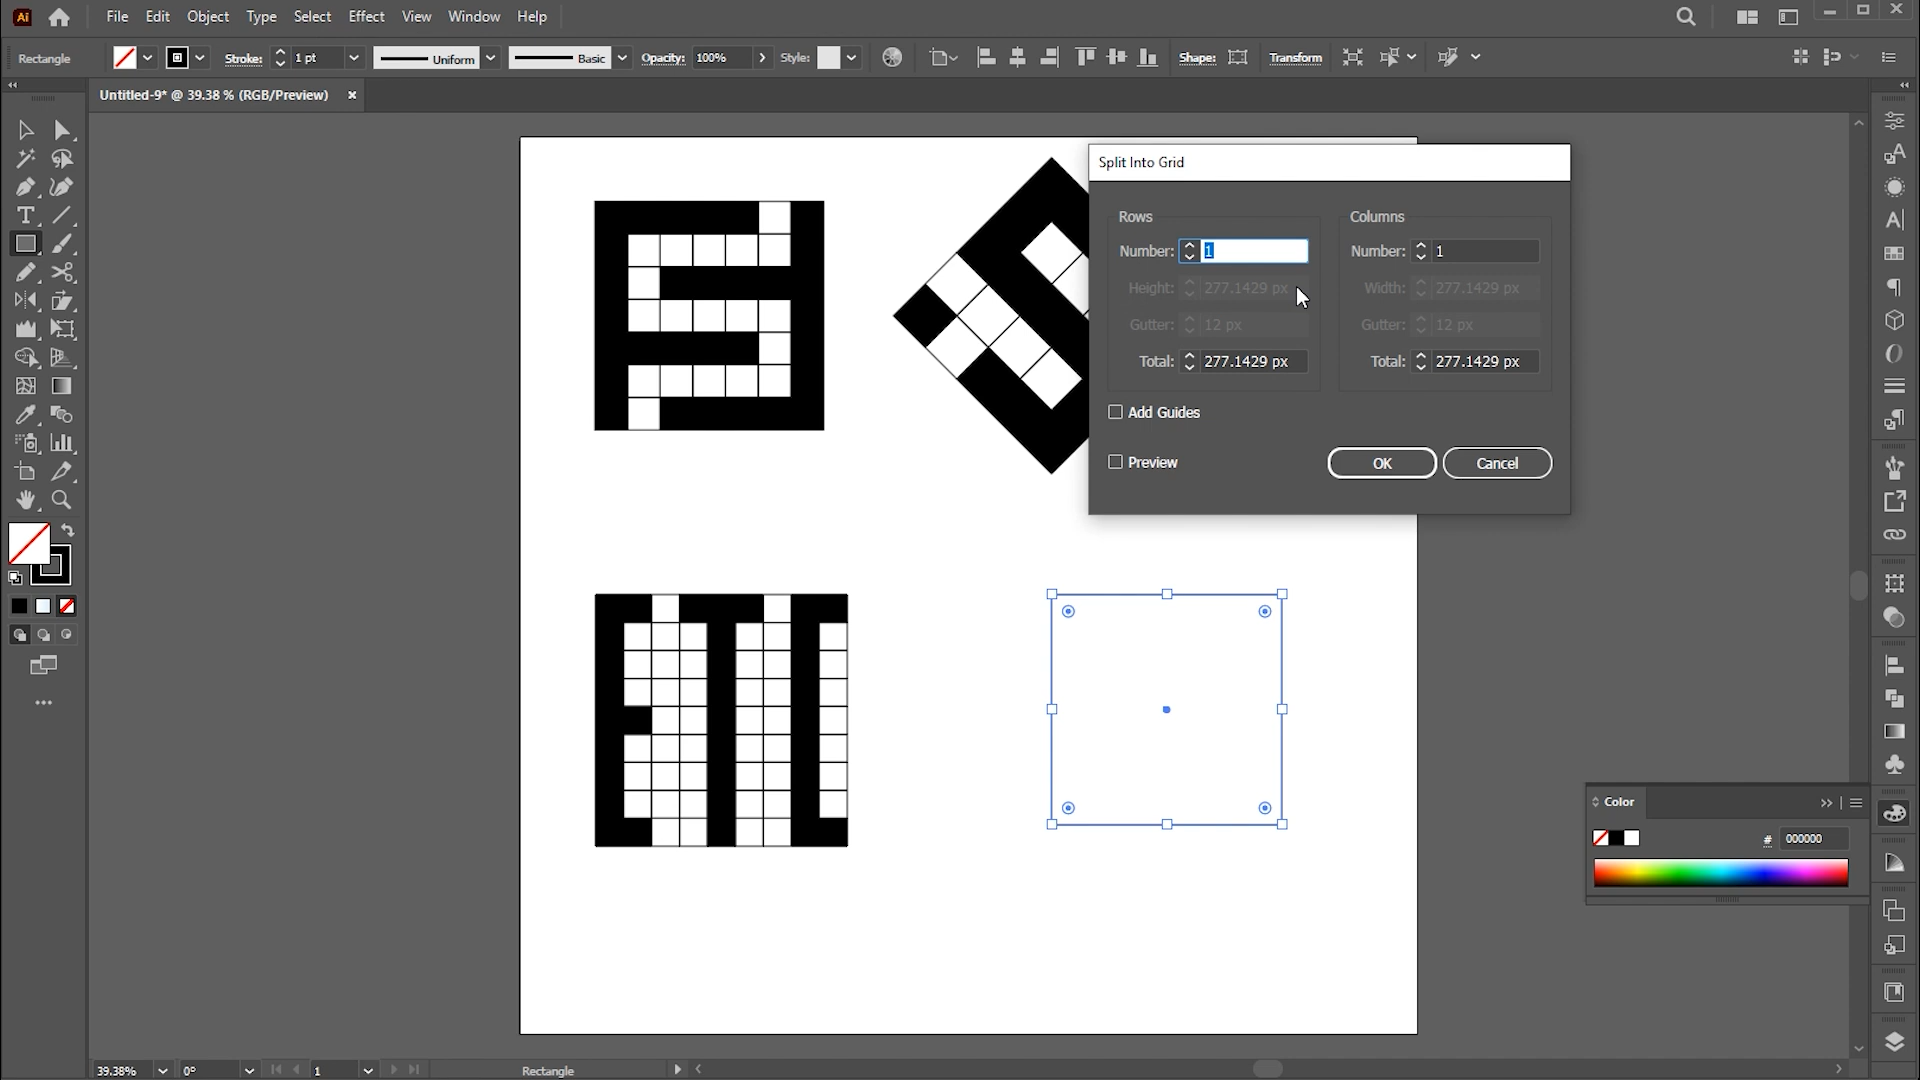 Ai File Edit Object Type Select Effect View Window Help
Rectangle Stroke: 1 pt Uniform Basic Opacity: 100% Style: Shape: Transform
Untitled-9* @ 39.38 % (RGB/Preview)
Split Into Grid
Rows
Columns
Number: 1
Number: 1
Height: 277.1429 px
Width: 277.1429 px
Gutter: 12 px
Gutter: 12 px
Total: 277.1429 px
Total: 277.1429 px
Add Guides
Preview
OK
Cancel
ETC
Color
# 000000
39.38% 0° 1 Rectangle